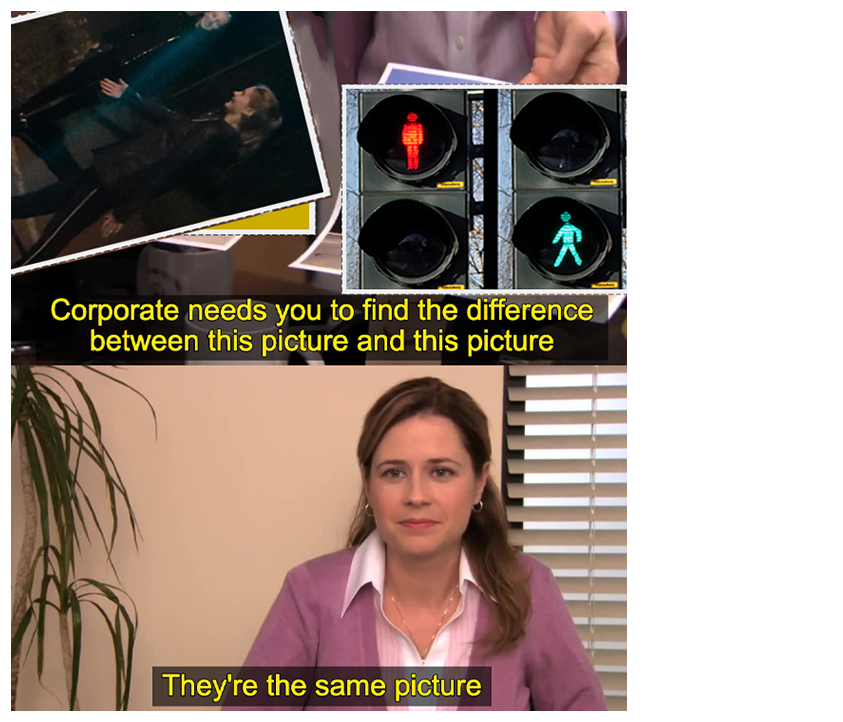 Corporate needs you to find the difference
between this picture and this picture
They're the same picture